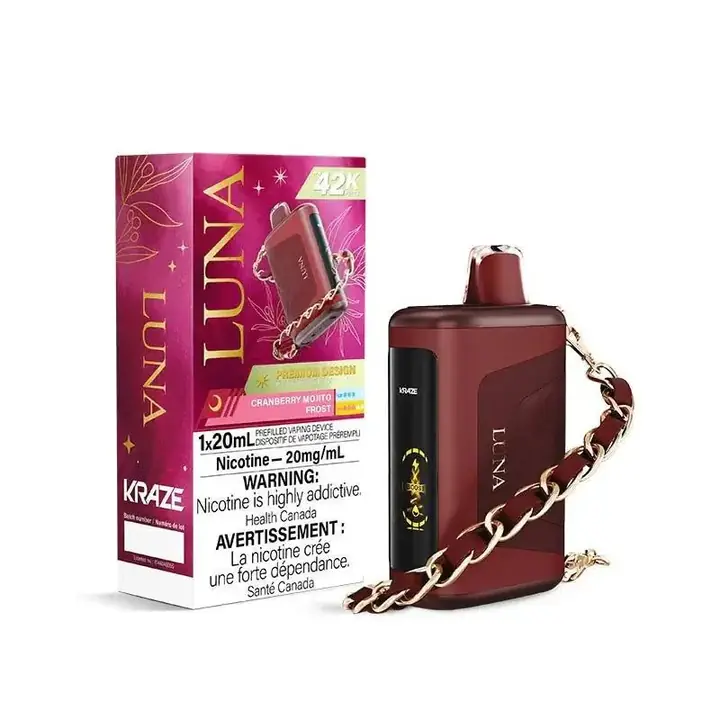 LUNA
KRAZE
Batch number / Numéro de lot
LUNA
42K
LUNA
PREMIUM DESIGN
CRANBERRY MOJITO
FROST
1x20mL
PREFILLED VAPING DEVICE
DISPOSITIF DE VAPOTAGE PRÉREMPLI
Nicotine — 20mg/mL
WARNING:
Nicotine is highly addictive.
Health Canada
AVERTISSEMENT :
La nicotine crée
une forte dépendance.
Santé Canada
KRAZE
LUNA